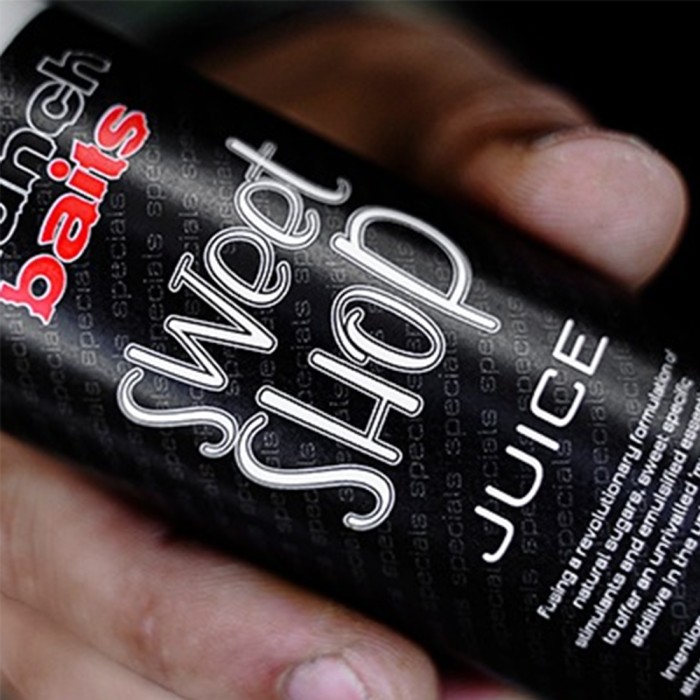 baits
Sweet
SHOP
JUICE
Fusing a revolutionary formulation of
natural sugars, sweet specific
stimulants and emulsified
to offer an unrivalled
additive in the
specials